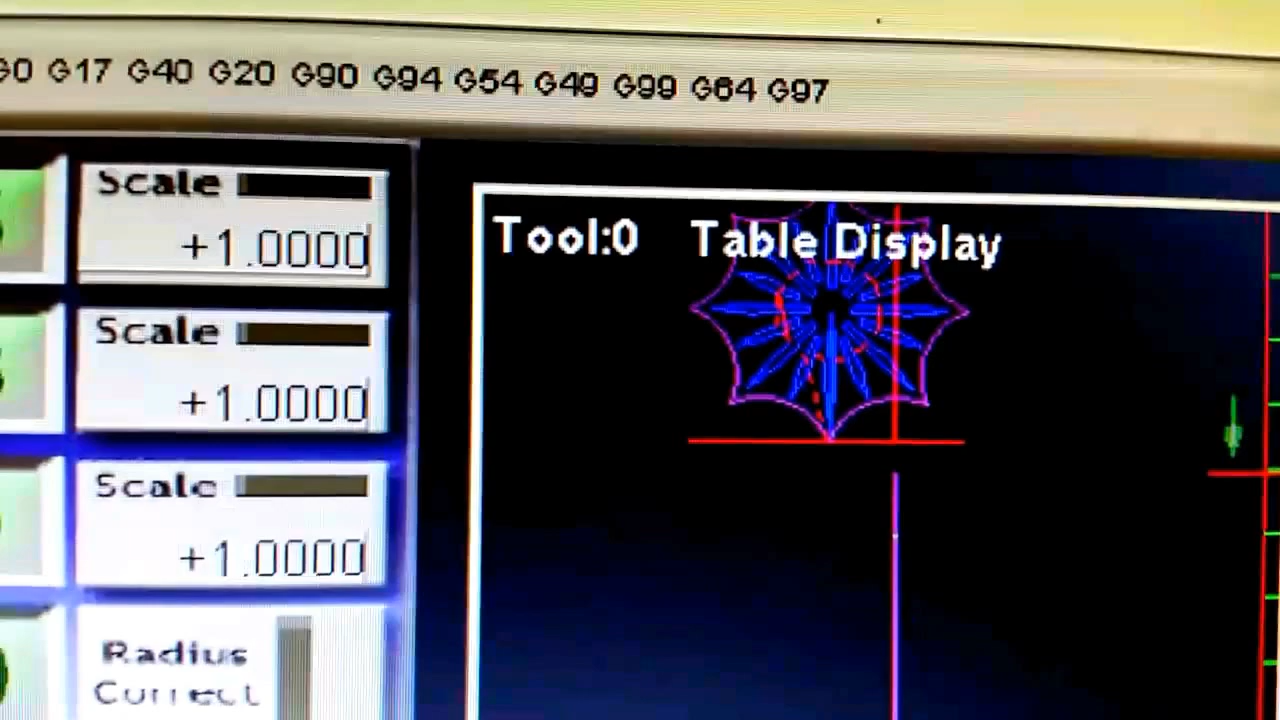 G0 G17 G40 G20 G90 G94 G54 G49 G99 G64 G97
Scale
+1.0000
Tool:0 Table Display
Scale
+1.0000
Scale
+1.0000
Radius
Correct